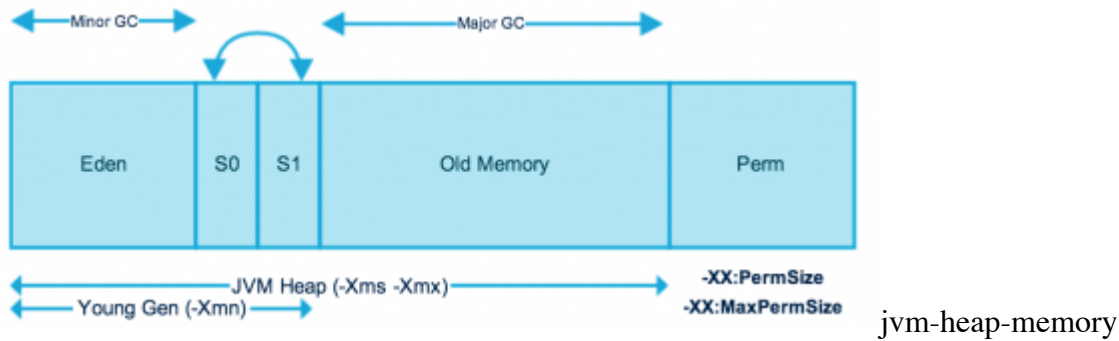 Minor GC
Major GC
Eden
S0
S1
Old Memory
Perm
JVM Heap (-Xms -Xmx)
-XX:PermSize
Young Gen (-Xmn)
-XX:MaxPermSize
jvm-heap-memory